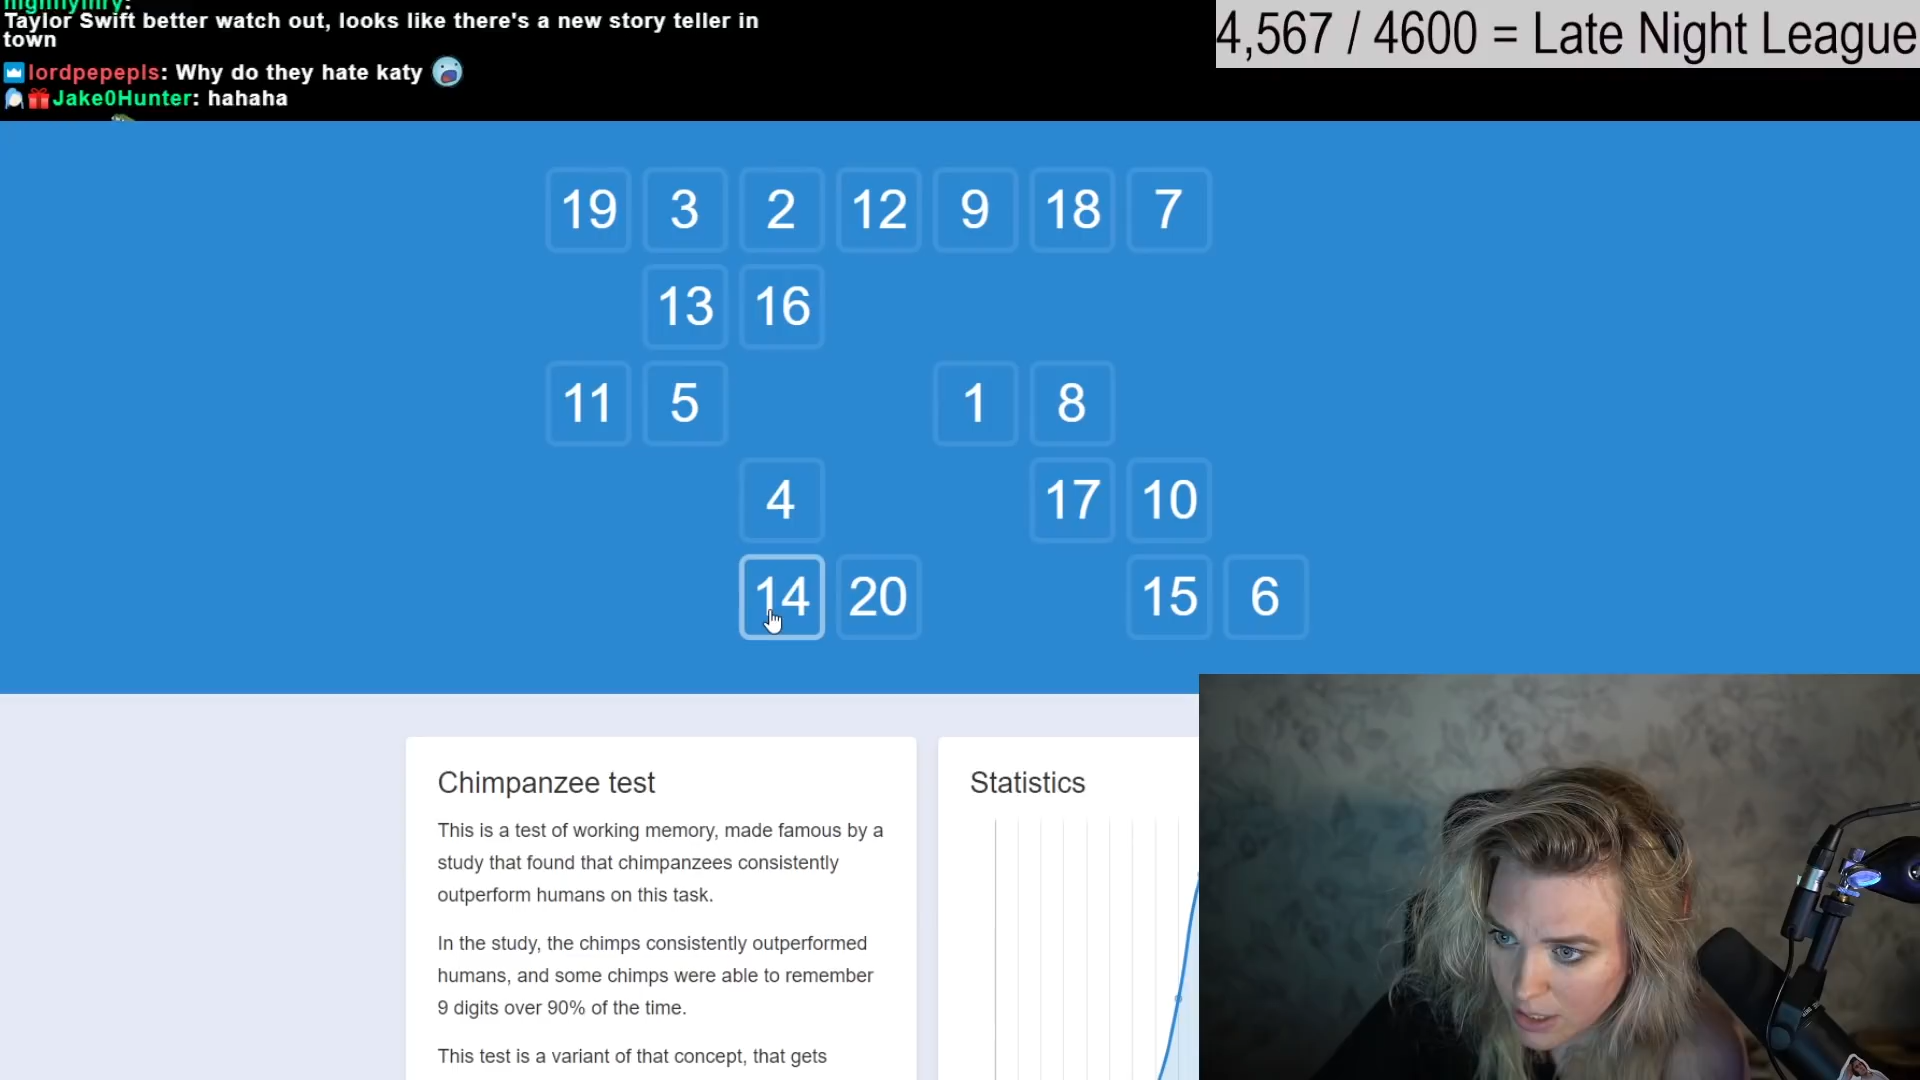 nightlyinry:
Taylor Swift better watch out, looks like there's a new story teller in
town
lordpepepls: Why do they hate katy
Jake0Hunter: hahaha
4,567 / 4600 = Late Night League
19 3 2 12 9 18 7
13 16
11 5 1 8
4 17 10
14 20 15 6
Chimpanzee test
This is a test of working memory, made famous by a
study that found that chimpanzees consistently
outperform humans on this task.
In the study, the chimps consistently outperformed
humans, and some chimps were able to remember
9 digits over 90% of the time.
This test is a variant of that concept, that gets
Statistics